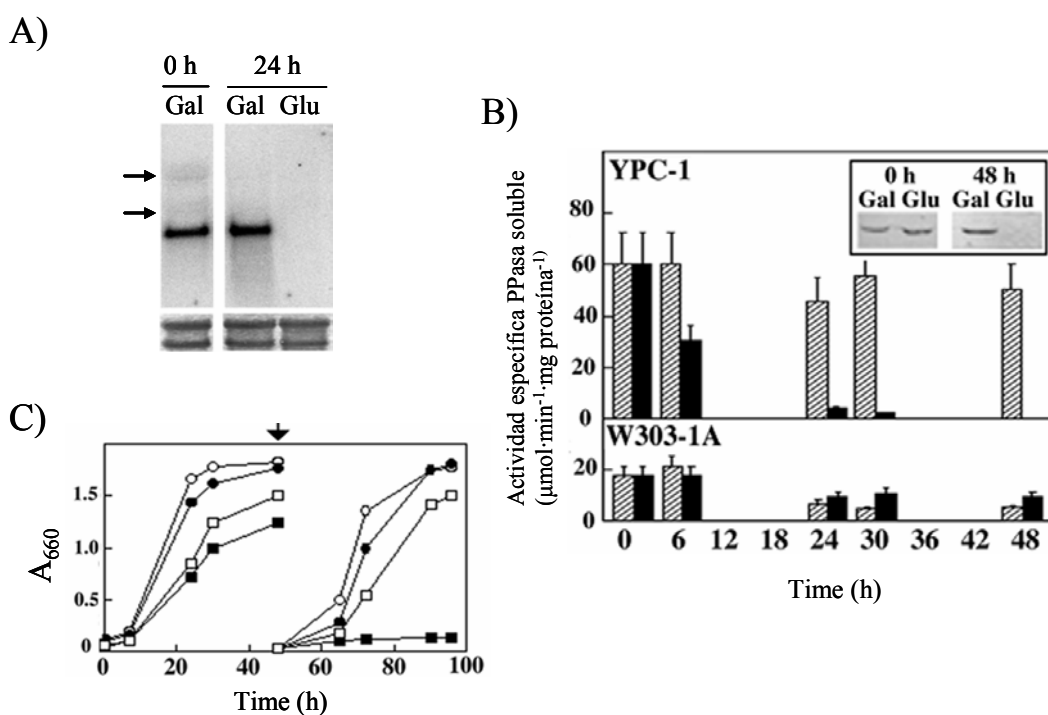 A)
0 h 24 h
Gal Gal Glu
B)
YPC-1
0 h 48 h
Gal Glu Gal Glu
80
60
40
20
0
W303-1A
20
0
0 6 12 18 24 30 36 42 48
Time (h)
Actividad específica PPasa soluble
(µmol·min⁻¹·mg proteína⁻¹)
C)
1.5
1.0
0.5
0
0 20 40 60 80 100
A₆₆₀
Time (h)